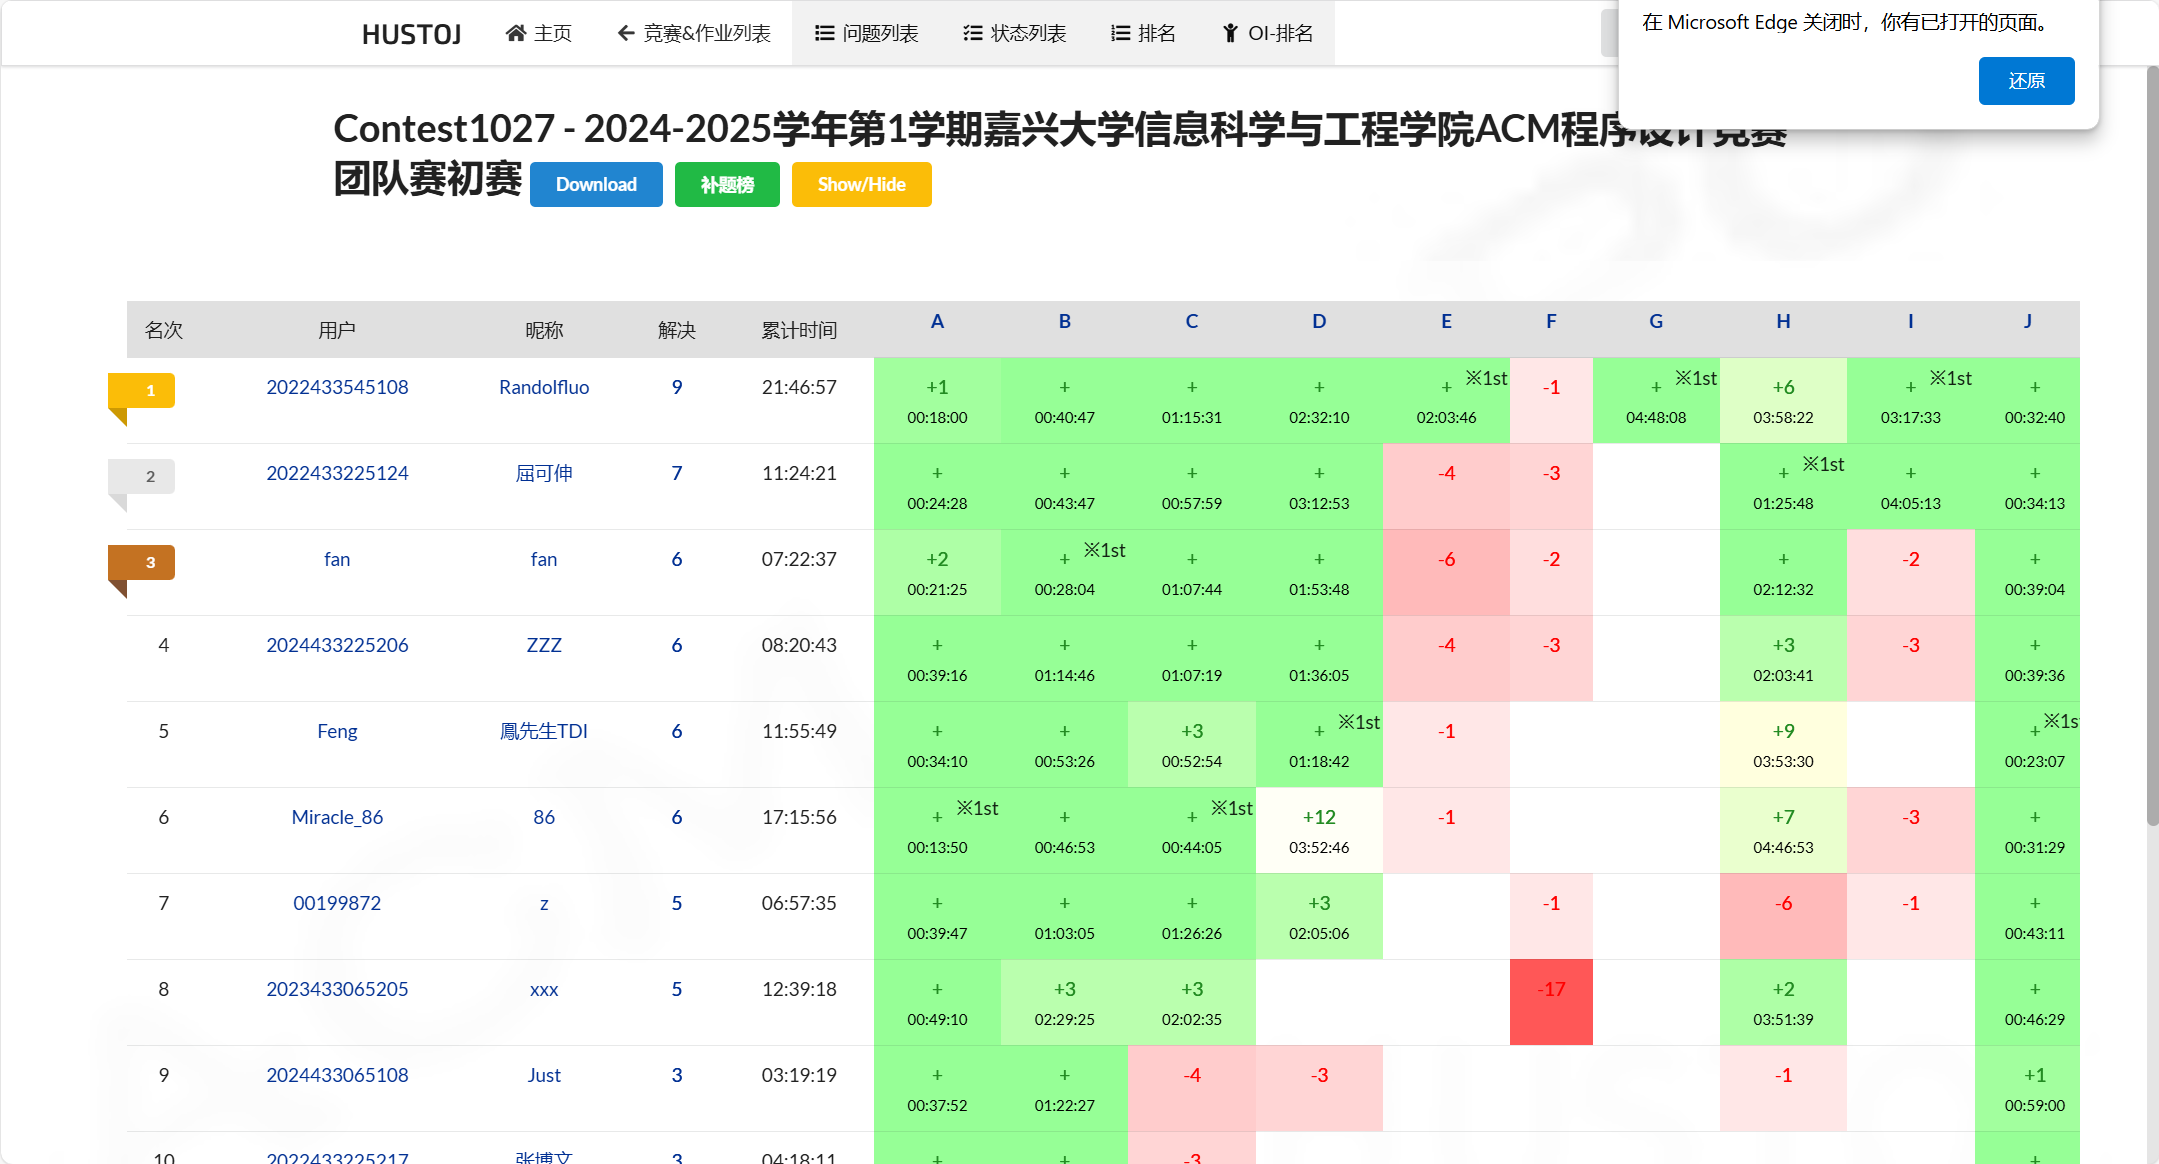 HUSTOJ 主页 竞赛&作业列表 问题列表 状态列表 排名 OI-排名
在 Microsoft Edge 关闭时，你有已打开的页面。
还原
Contest1027 - 2024-2025学年第1学期嘉兴大学信息科学与工程学院ACM程序设计竞赛
团队赛初赛 Download 补题榜 Show/Hide
名次 用户 昵称 解决 累计时间 A B C D E F G H I J
1 2022433545108 Randolfluo 9 21:46:57 +1 + + + + ※1st -1 + ※1st +6 + ※1st +
00:18:00 00:40:47 01:15:31 02:32:10 02:03:46 04:48:08 03:58:22 03:17:33 00:32:40
2 2022433225124 屈可伸 7 11:24:21 + + + + -4 -3 + ※1st + +
00:24:28 00:43:47 00:57:59 03:12:53 01:25:48 04:05:13 00:34:13
3 fan fan 6 07:22:37 +2 + ※1st + + -6 -2 + -2 +
00:21:25 00:28:04 01:07:44 01:53:48 02:12:32 00:39:04
4 2024433225206 ZZZ 6 08:20:43 + + + + -4 -3 +3 -3 +
00:39:16 01:14:46 01:07:19 01:36:05 02:03:41 00:39:36
5 Feng 鳳先生TDI 6 11:55:49 + + +3 + ※1st -1 +9 + ※1s
00:34:10 00:53:26 00:52:54 01:18:42 03:53:30 00:23:07
6 Miracle_86 86 6 17:15:56 + ※1st + + ※1st +12 -1 +7 -3 +
00:13:50 00:46:53 00:44:05 03:52:46 04:46:53 00:31:29
7 00199872 z 5 06:57:35 + + + +3 -1 -6 -1 +
00:39:47 01:03:05 01:26:26 02:05:06 00:43:11
8 2023433065205 xxx 5 12:39:18 + +3 +3 -17 +2 +
00:49:10 02:29:25 02:02:35 03:51:39 00:46:29
9 2024433065108 Just 3 03:19:19 + + -4 -3 -1 +1
00:37:52 01:22:27 00:59:00
10 2022433225217 张博文 3 04:18:11 + + -3 +